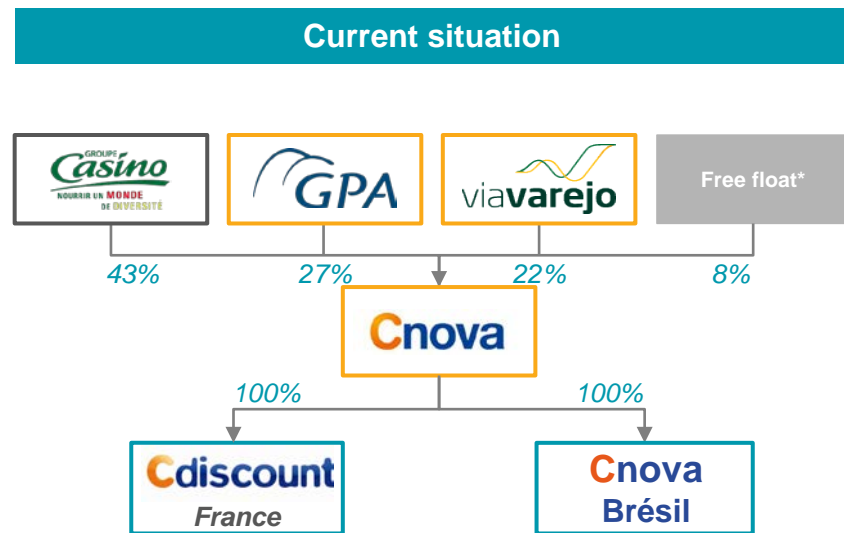 Current situation
GROUPE
Casino
NOURRIR UN MONDE
DE DIVERSITÉ
GPA
viavarejo
Free float*
43%
27%
22%
8%
Cnova
100%
100%
Cdiscount
France
Cnova
Brésil